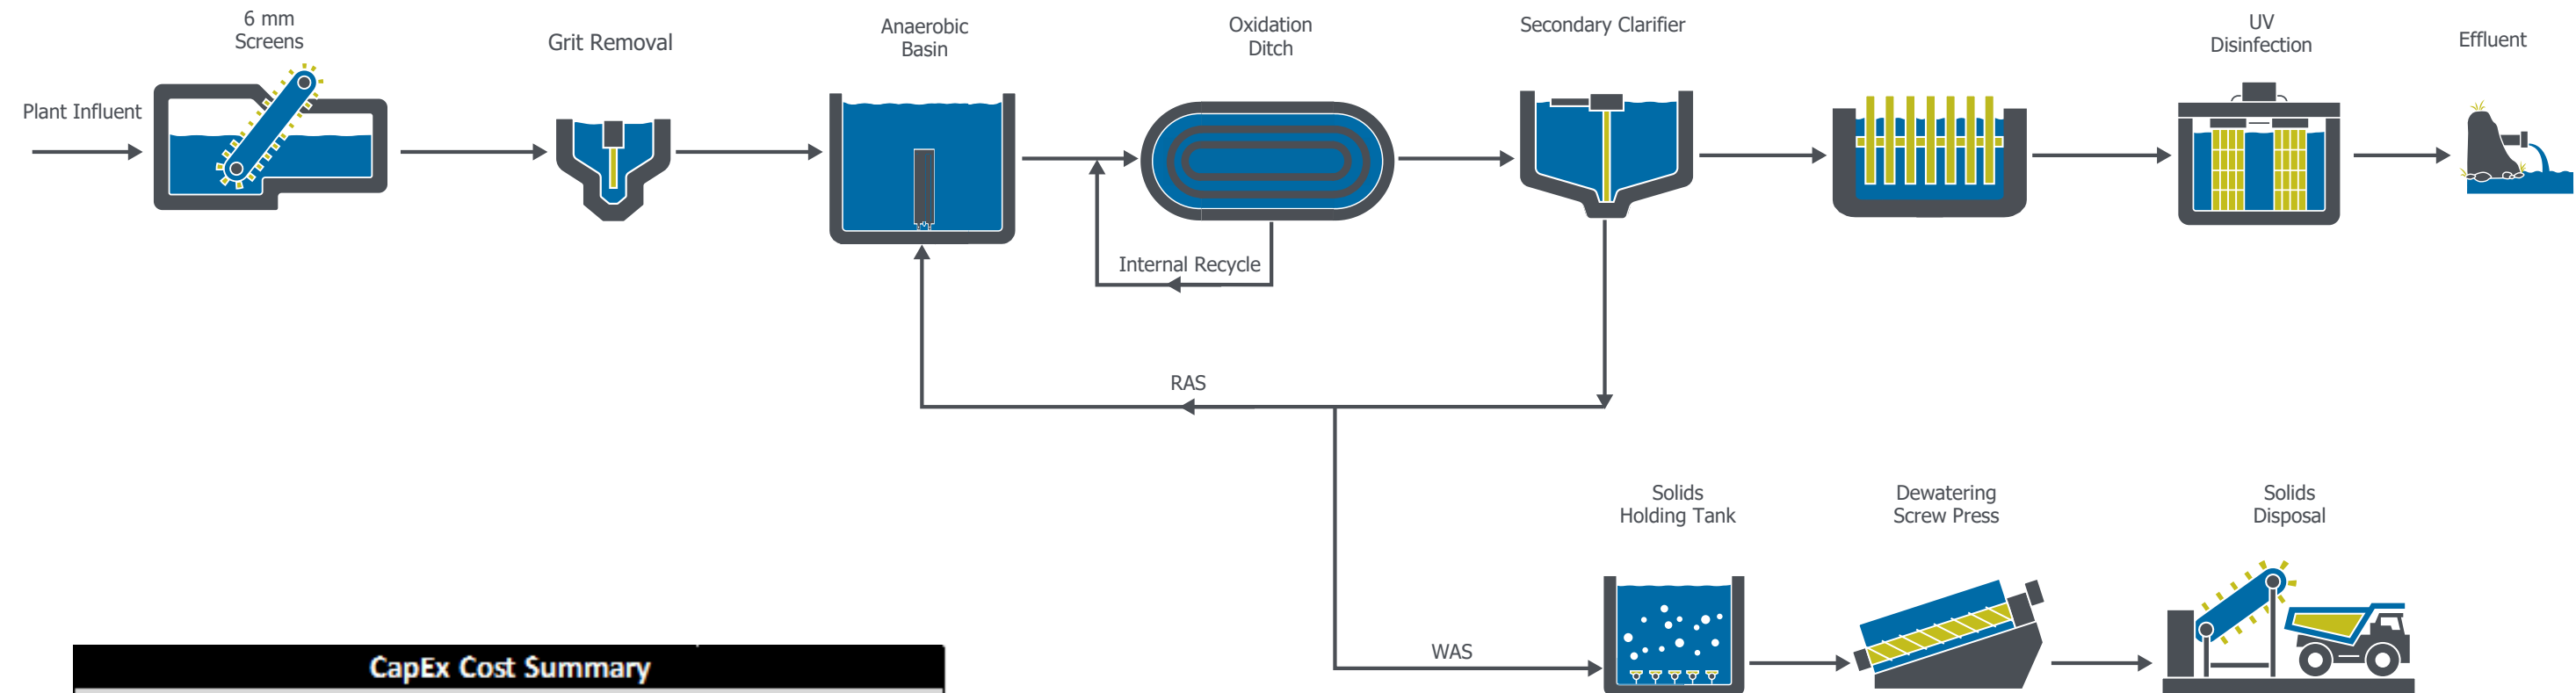 6 mm
Screens
Grit Removal
Anaerobic
Basin
Oxidation
Ditch
Secondary Clarifier
UV
Disinfection
Effluent
Plant Influent
Internal Recycle
RAS
Solids
Holding Tank
Dewatering
Screw Press
Solids
Disposal
WAS
CapEx Cost Summary